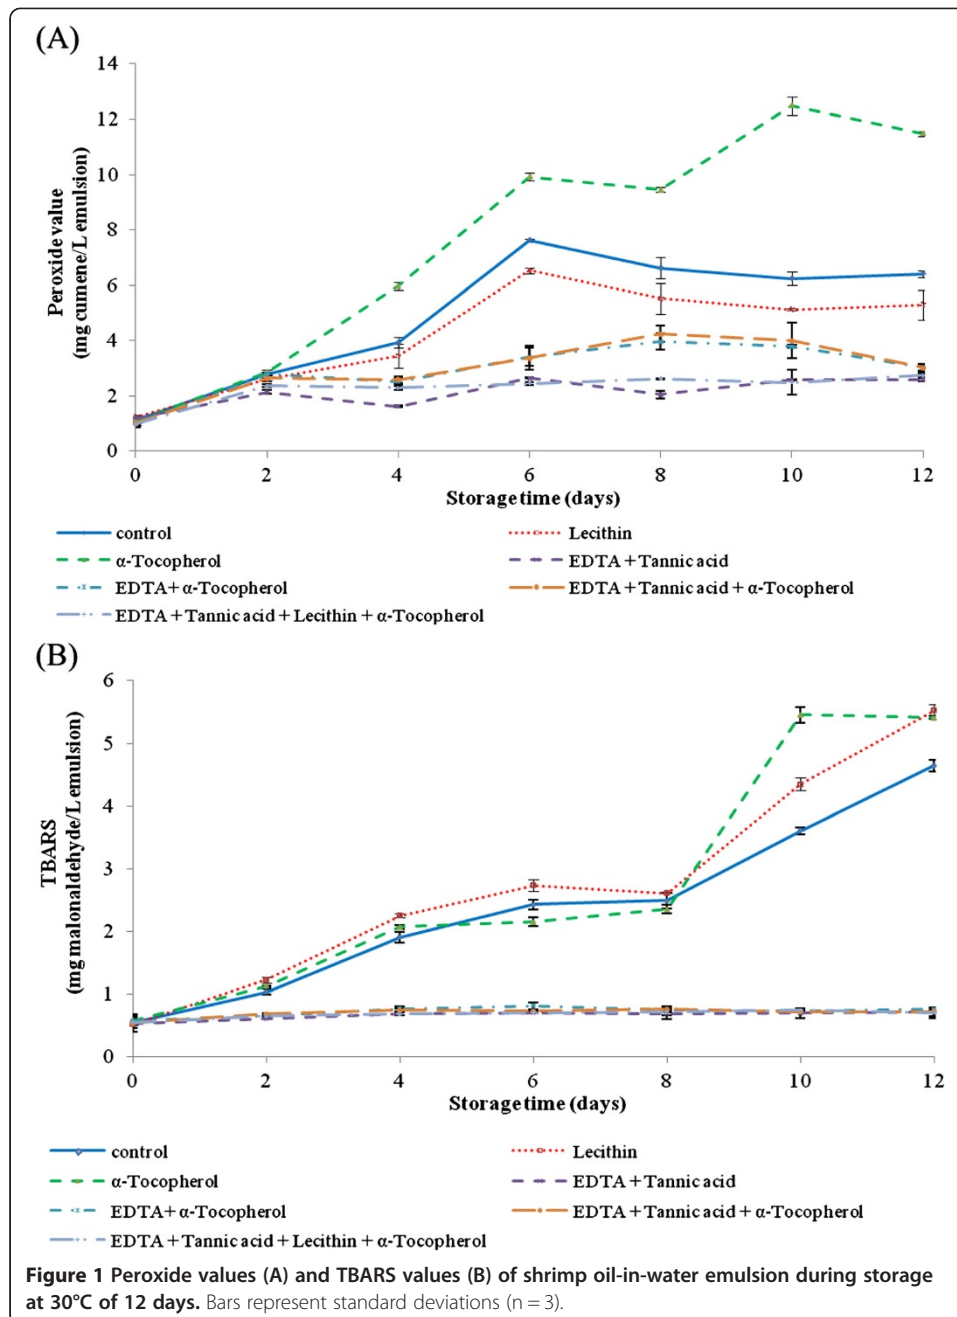 (A)
14
12
10
8
6
4
2
0
Peroxide value
(mg cumene/L emulsion)
0 2 4 6 8 10 12
Storage time (days)
control
Lecithin
α-Tocopherol
EDTA + Tannic acid
EDTA+ α-Tocopherol
EDTA + Tannic acid + α-Tocopherol
EDTA + Tannic acid + Lecithin + α-Tocopherol
(B)
6
5
4
3
2
1
0
TBARS
(mg malonaldehyde/L emulsion)
0 2 4 6 8 10 12
Storage time (days)
control
Lecithin
α-Tocopherol
EDTA + Tannic acid
EDTA+ α-Tocopherol
EDTA + Tannic acid + α-Tocopherol
EDTA + Tannic acid + Lecithin + α-Tocopherol
Figure 1 Peroxide values (A) and TBARS values (B) of shrimp oil-in-water emulsion during storage
at 30°C of 12 days. Bars represent standard deviations (n = 3).